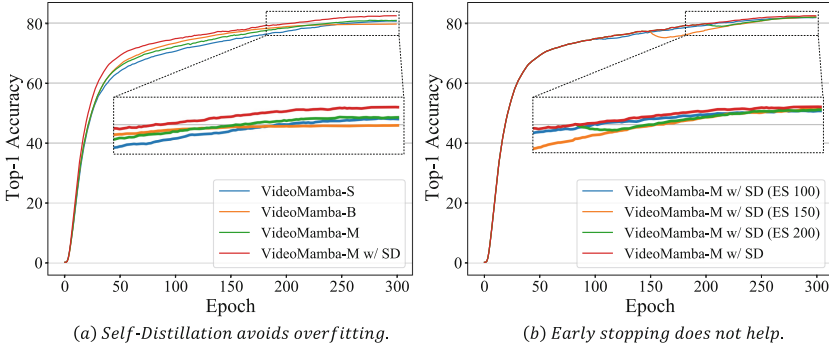 80
60
40
20
0
Top-1 Accuracy
VideoMamba-S
VideoMamba-B
VideoMamba-M
VideoMamba-M w/ SD
0 50 100 150 200 250 300
Epoch
(a) Self-Distillation avoids overfitting.
80
60
40
20
0
Top-1 Accuracy
VideoMamba-M w/ SD (ES 100)
VideoMamba-M w/ SD (ES 150)
VideoMamba-M w/ SD (ES 200)
VideoMamba-M w/ SD
0 50 100 150 200 250 300
Epoch
(b) Early stopping does not help.